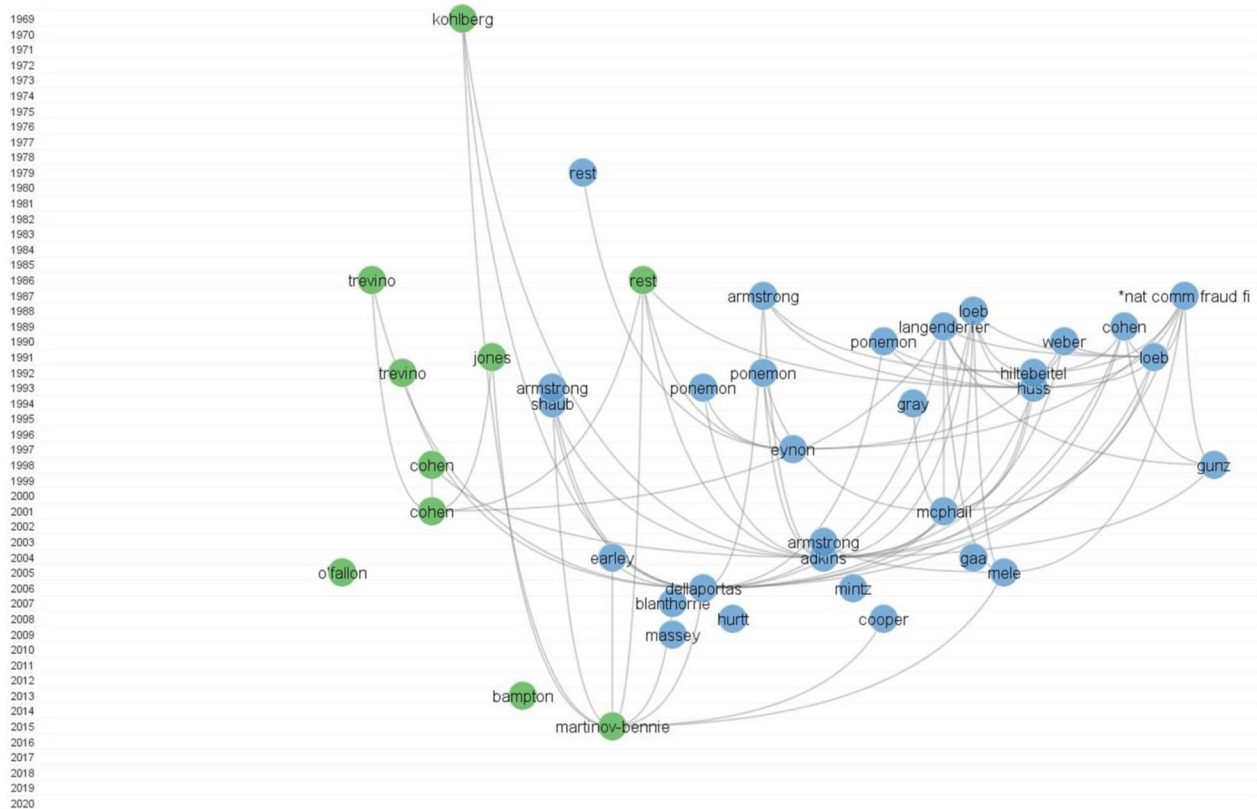 1969
kohlberg
1970
1971
1972
1973
1974
1975
1976
1977
1978
1979
rest
1980
1981
1982
1983
1984
1985
1986
trevino
rest
1987
armstrong
*nat comm fraud fi
1988
loeb
1989
langenderfer
cohen
1990
ponemon
weber
1991
jones
loeb
1992
trevino
ponemon
hiltebeitel
1993
armstrong
ponemon
huss
1994
shaub
gray
1995
1996
1997
eynon
1998
cohen
gunz
1999
2000
2001
cohen
mcphail
2002
2003
armstrong
2004
earley
adkins
gaa
2005
o'fallon
mele
2006
dellaportas
mintz
2007
blanthorne
2008
hurtt
cooper
2009
massey
2010
2011
2012
2013
bampton
2014
2015
martinov-bennie
2016
2017
2018
2019
2020